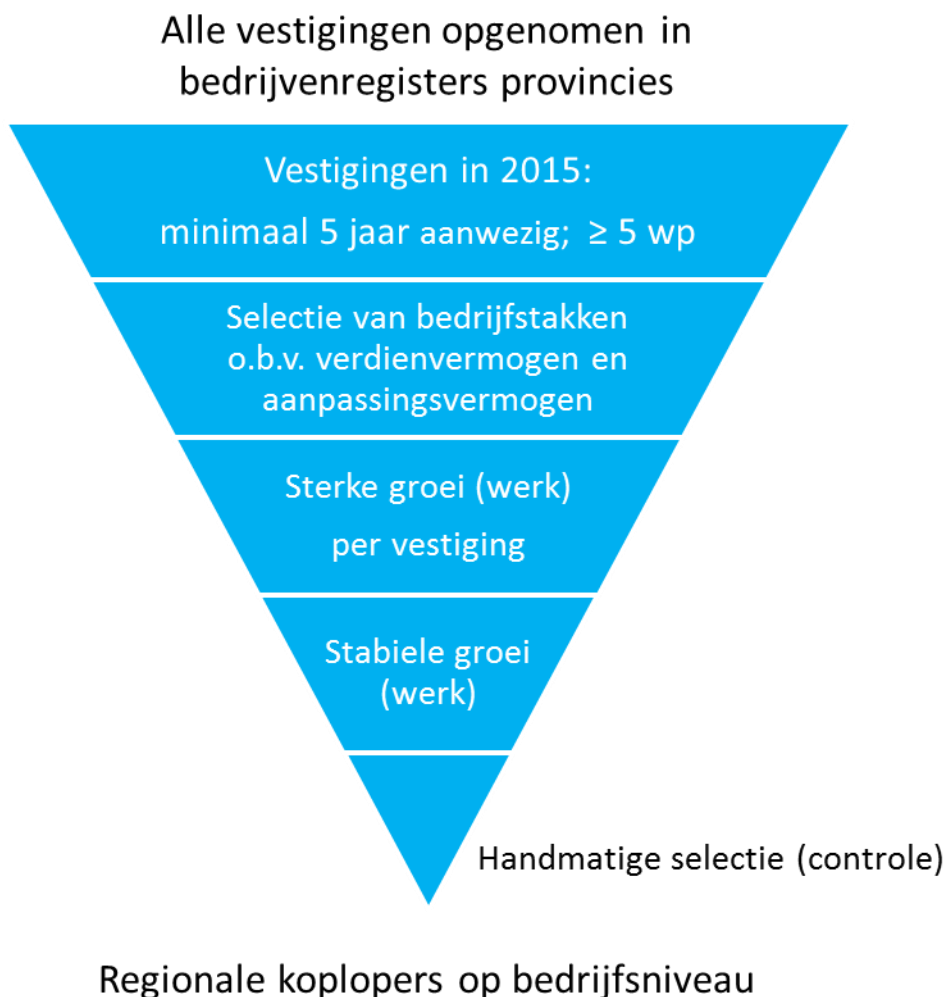 Alle vestigingen opgenomen in
bedrijvenregisters provincies
Vestigingen in 2015:
minimaal 5 jaar aanwezig; ≥ 5 wp
Selectie van bedrijfstakken
o.b.v. verdienvermogen en
aanpassingsvermogen
Sterke groei (werk)
per vestiging
Stabiele groei
(werk)
Handmatige selectie (controle)
Regionale koplopers op bedrijfsniveau